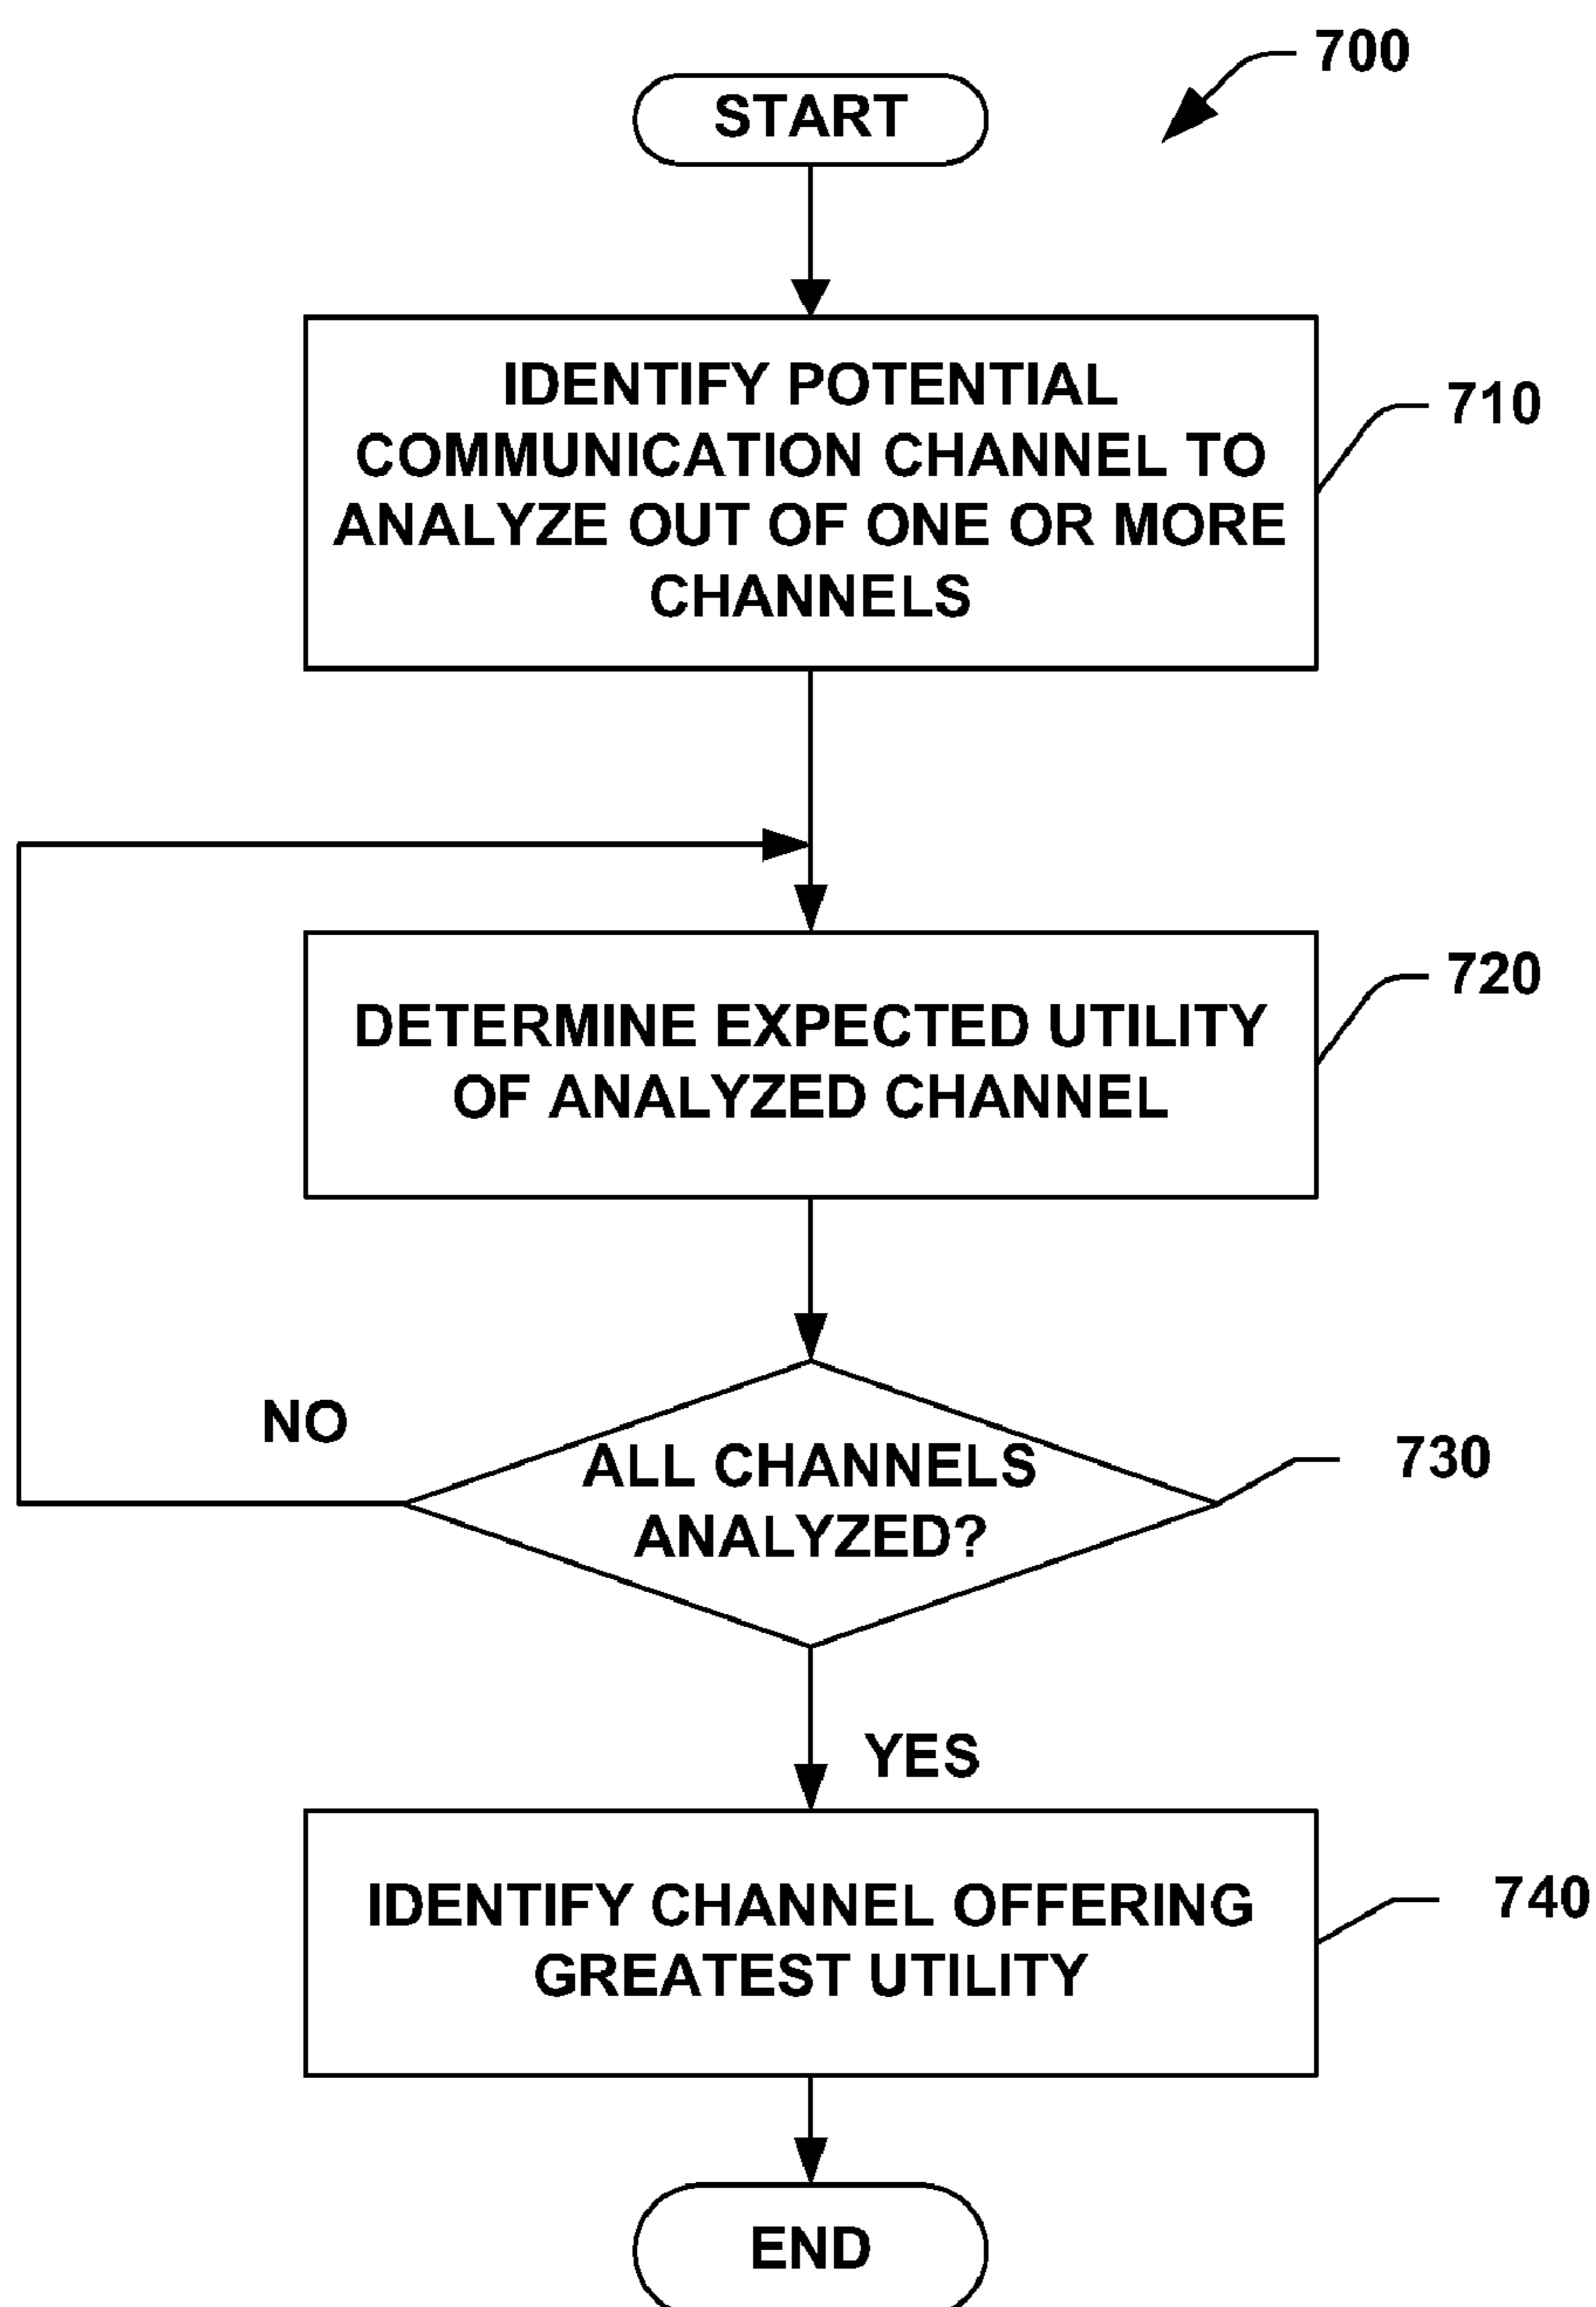 700
START
IDENTIFY POTENTIAL
COMMUNICATION CHANNEL TO
ANALYZE OUT OF ONE OR MORE
CHANNELS
710
DETERMINE EXPECTED UTILITY
OF ANALYZED CHANNEL
720
NO
ALL CHANNELS
ANALYZED?
730
YES
IDENTIFY CHANNEL OFFERING
GREATEST UTILITY
740
END